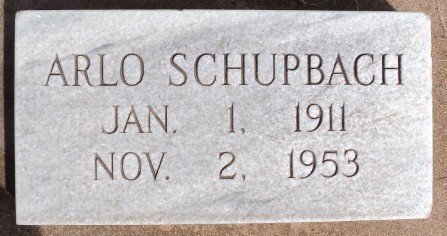 ARLO SCHUPBACH
JAN. 1, 1911
NOV. 2, 1953